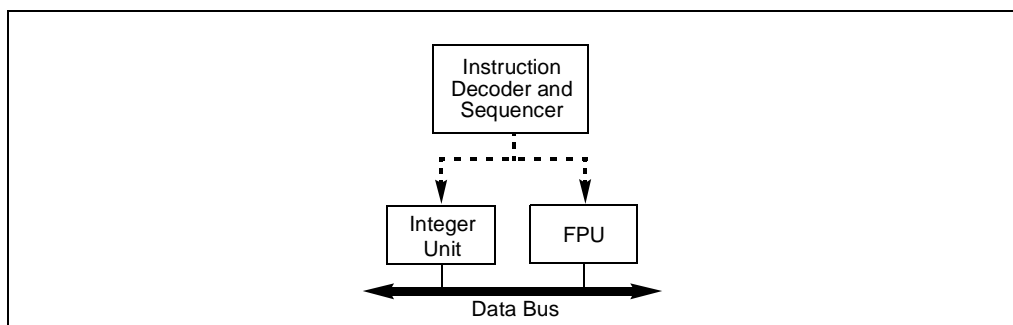 Instruction
Decoder and
Sequencer
Integer
Unit
FPU
Data Bus